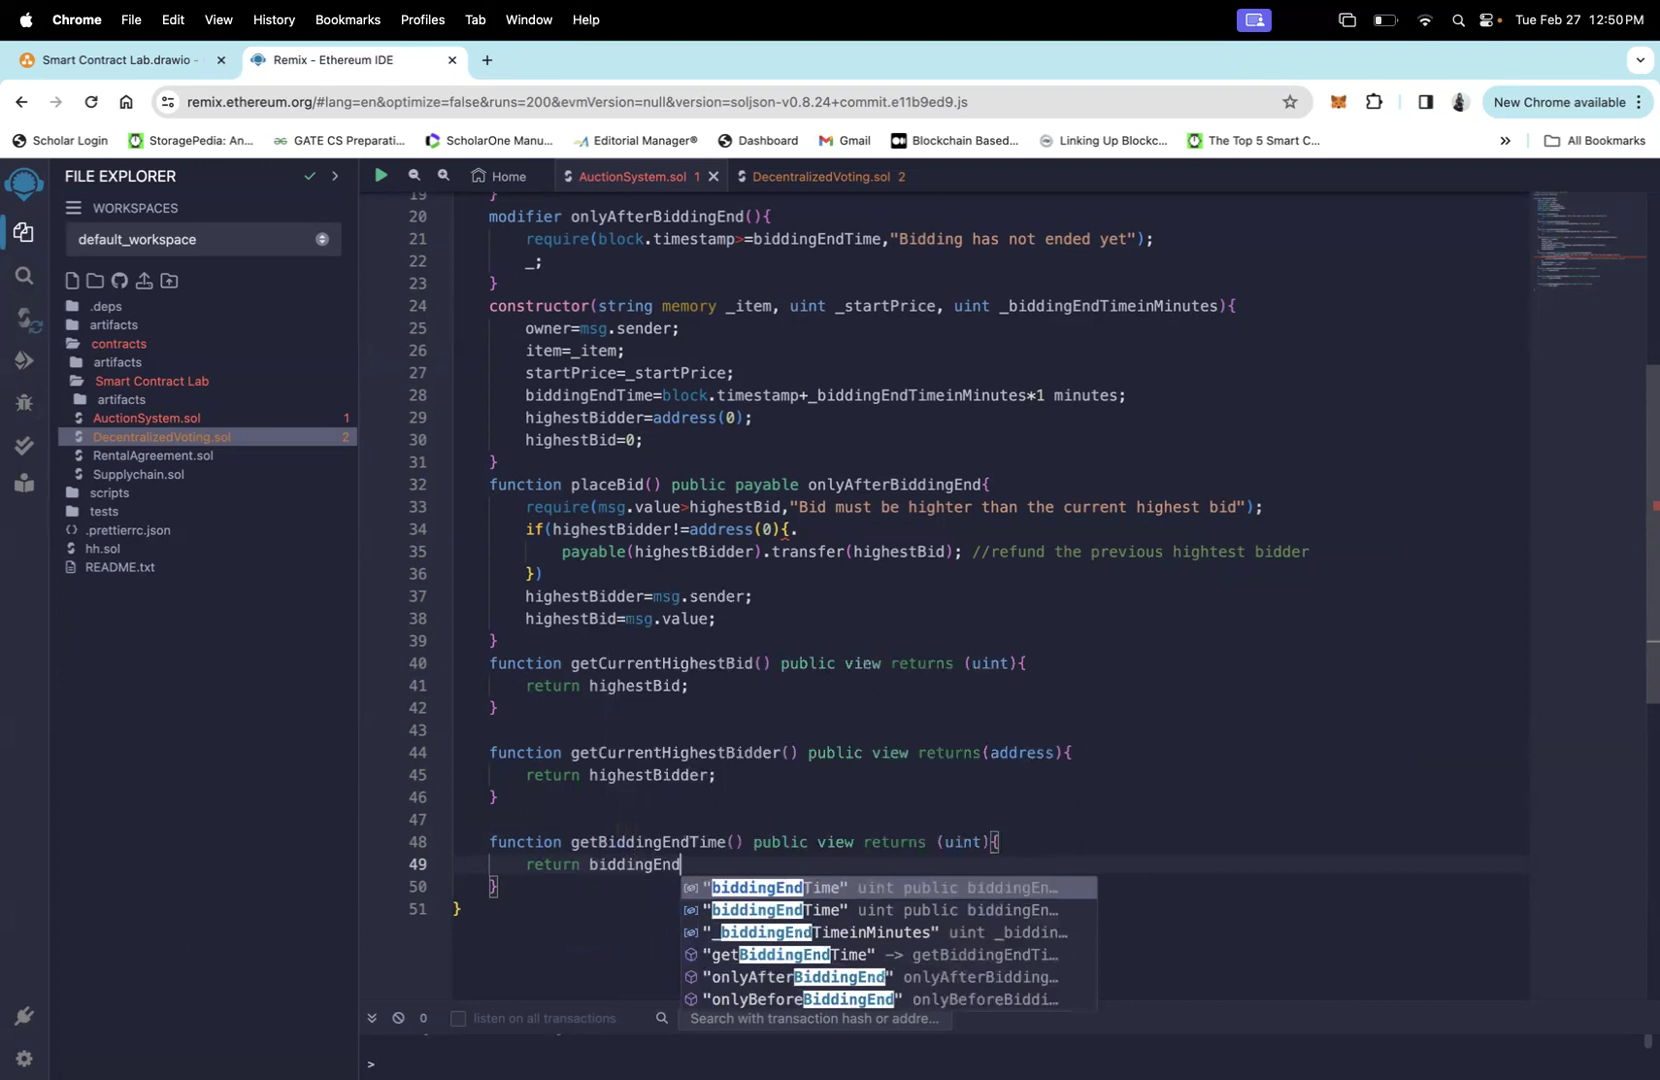 Chrome File Edit View History Bookmarks Profiles Tab Window Help Tue Feb 27 12:50 PM
Smart Contract Lab.drawio - Remix - Ethereum IDE
remix.ethereum.org/#lang=en&optimize=false&runs=200&evmVersion=null&version=soljson-v0.8.24+commit.e11b9ed9.js New Chrome available
Scholar Login StoragePedia: An... GATE CS Preparati... ScholarOne Manu... Editorial Manager® Dashboard Gmail Blockchain Based... Linking Up Blockc... The Top 5 Smart C... » All Bookmarks
FILE EXPLORER Home AuctionSystem.sol 1 DecentralizedVoting.sol 2
WORKSPACES
default_workspace
.deps
artifacts
contracts
artifacts
Smart Contract Lab
artifacts
AuctionSystem.sol 1
DecentralizedVoting.sol 2
RentalAgreement.sol
Supplychain.sol
scripts
tests
.prettierrc.json
hh.sol
README.txt
19 }
20 modifier onlyAfterBiddingEnd(){
21 require(block.timestamp>=biddingEndTime,"Bidding has not ended yet");
22 _;
23 }
24 constructor(string memory _item, uint _startPrice, uint _biddingEndTimeinMinutes){
25 owner=msg.sender;
26 item=_item;
27 startPrice=_startPrice;
28 biddingEndTime=block.timestamp+_biddingEndTimeinMinutes*1 minutes;
29 highestBidder=address(0);
30 highestBid=0;
31 }
32 function placeBid() public payable onlyAfterBiddingEnd{
33 require(msg.value>highestBid,"Bid must be highter than the current highest bid");
34 if(highestBidder!=address(0){.
35 payable(highestBidder).transfer(highestBid); //refund the previous hightest bidder
36 })
37 highestBidder=msg.sender;
38 highestBid=msg.value;
39 }
40 function getCurrentHighestBid() public view returns (uint){
41 return highestBid;
42 }
43
44 function getCurrentHighestBidder() public view returns(address){
45 return highestBidder;
46 }
47
48 function getBiddingEndTime() public view returns (uint){
49 return biddingEnd
50 }
51 }
"biddingEndTime" uint public biddingEn...
"biddingEndTime" uint public biddingEn...
"_biddingEndTimeinMinutes" uint _biddin...
"getBiddingEndTime" -> getBiddingEndTi...
"onlyAfterBiddingEnd" onlyAfterBidding...
"onlyBeforeBiddingEnd" onlyBeforeBiddi...
0 listen on all transactions Search with transaction hash or addre...
>